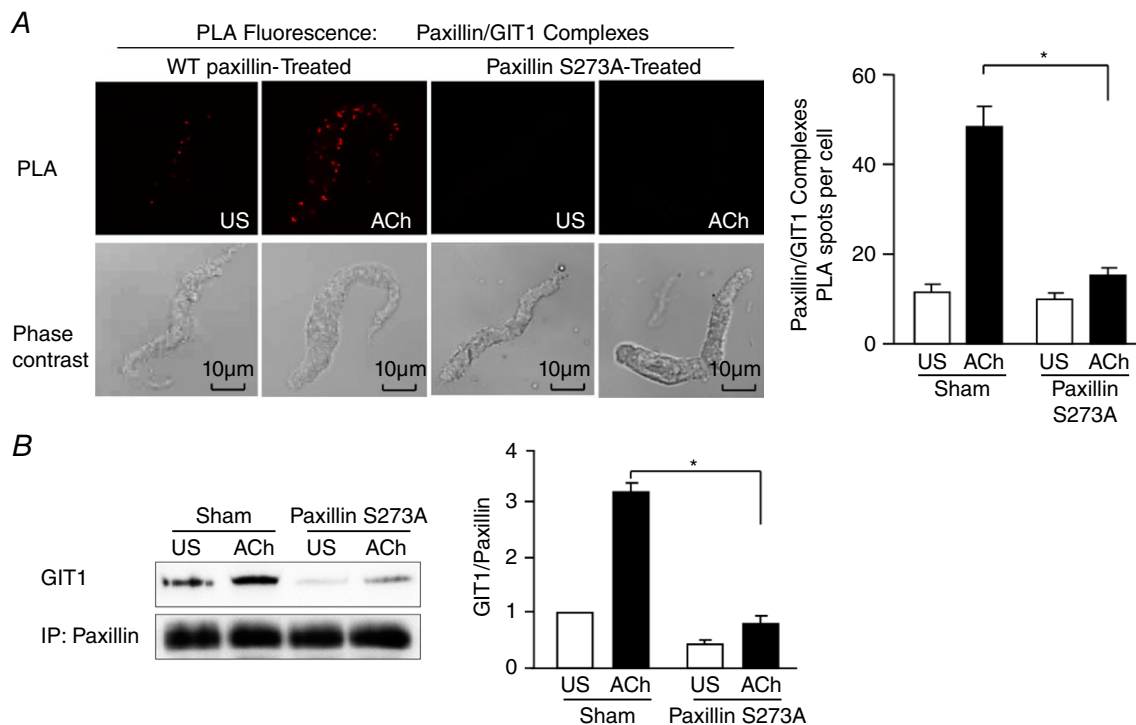 A
PLA Fluorescence: Paxillin/GIT1 Complexes
WT paxillin-Treated Paxillin S273A-Treated
PLA
US ACh US ACh
Phase
contrast
10µm 10µm 10µm 10µm
Paxillin/GIT1 Complexes
PLA spots per cell
60
40
20
0
*
US ACh US ACh
Sham Paxillin
S273A
B
Sham Paxillin S273A
US ACh US ACh
GIT1
IP: Paxillin
GIT1/Paxillin
4
3
2
1
0
*
US ACh US ACh
Sham Paxillin S273A